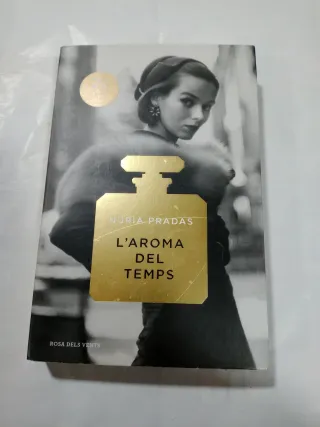 NÚRIA PRADAS
L'AROMA
DEL
TEMPS
ROSA DELS VENTS